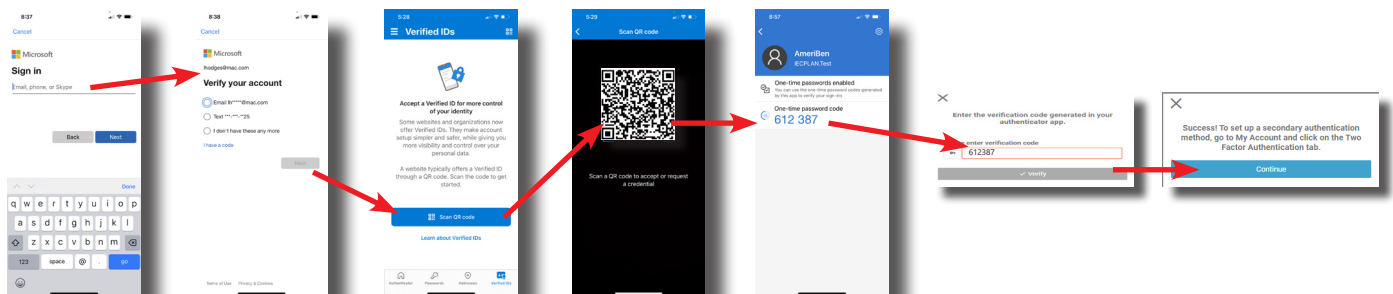 8:37
Cancel
Microsoft
Sign in
Email, phone, or Skype
Back
Next
Done
q w e r t y u i o p
a s d f g h j k l
z x c v b n m
123 space @ . go
8:38
Cancel
Microsoft
lhodges@mac.com
Verify your account
Email lh*****@mac.com
Text ***-***-**25
I don't have these any more
I have a code
Next
Terms of Use Privacy & Cookies
5:28
Verified IDs
Accept a Verified ID for more control
of your identity
Some websites and organizations now
offer Verified IDs. They make account
setup simpler and safer, while giving you
more visibility and control over your
personal data.
A website typically offers a Verified ID
through a QR code. Scan the code to get
started.
Scan QR code
Learn about Verified IDs
Authenticator Passwords Addresses Verified IDs
5:29
Scan QR code
Scan a QR code to accept or request
a credential
8:57
AmeriBen
IECPLAN.Test
One-time passwords enabled
You can use the one-time password codes generated
by this app to verify your sign-ins
One-time password code
612 387
Enter the verification code generated in your
authenticator app.
enter verification code
612387
Verify
Success! To set up a secondary authentication
method, go to My Account and click on the Two
Factor Authentication tab.
Continue